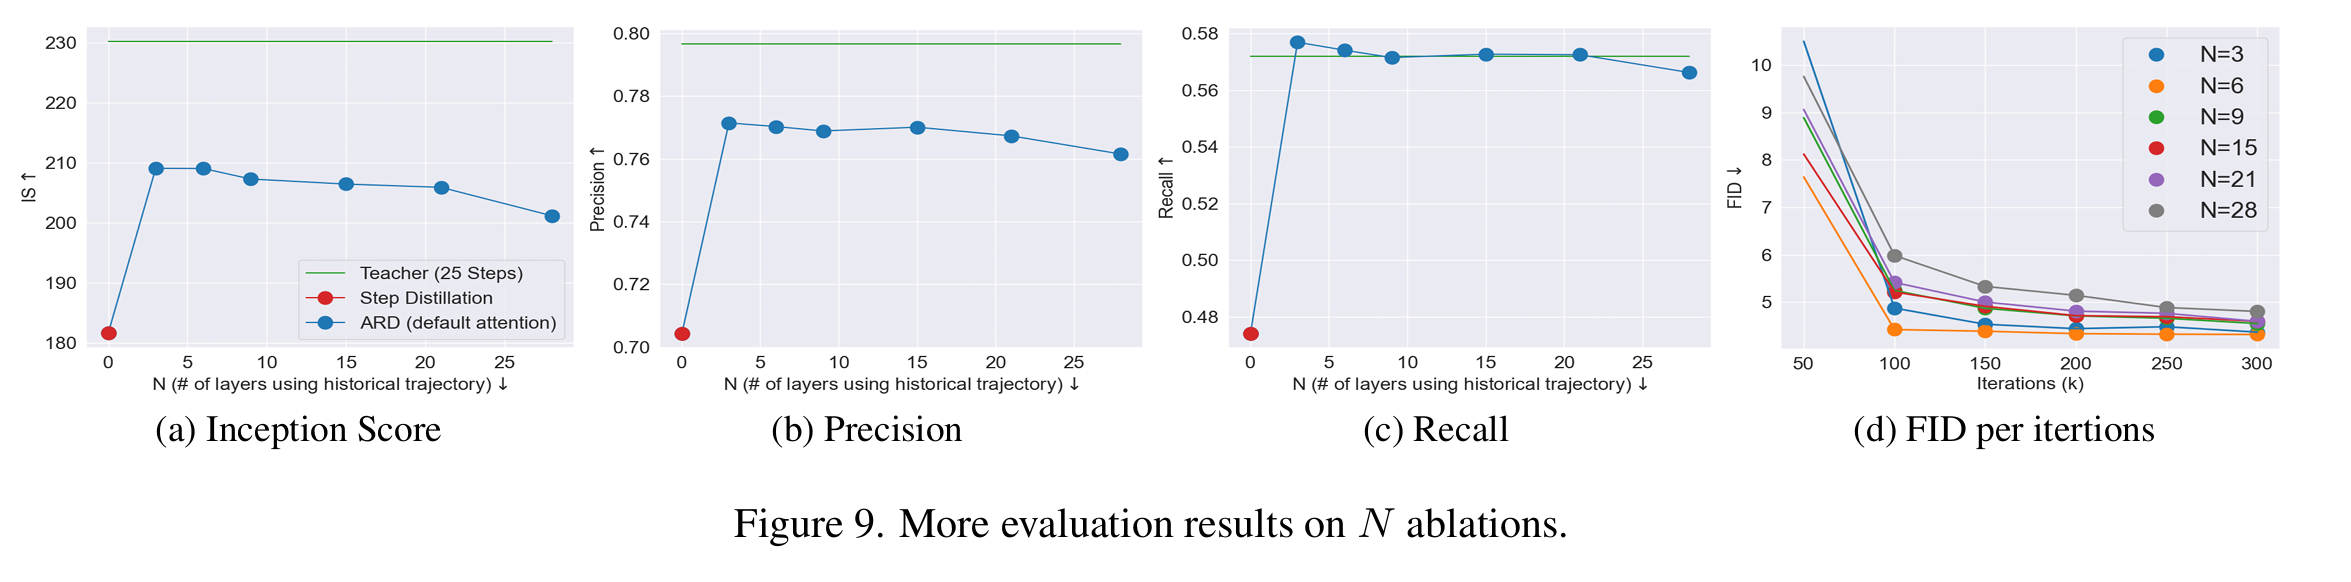 230
220
210
200
190
180
IS ↑
Teacher (25 Steps)
Step Distillation
ARD (default attention)
0 5 10 15 20 25
N (# of layers using historical trajectory) ↓
(a) Inception Score
0.80
0.78
0.76
0.74
0.72
0.70
Precision ↑
0 5 10 15 20 25
N (# of layers using historical trajectory) ↓
(b) Precision
0.58
0.56
0.54
0.52
0.50
0.48
Recall ↑
0 5 10 15 20 25
N (# of layers using historical trajectory) ↓
(c) Recall
10
9
8
7
6
5
FID ↓
N=3
N=6
N=9
N=15
N=21
N=28
50 100 150 200 250 300
Iterations (k)
(d) FID per itertions
Figure 9. More evaluation results on N ablations.